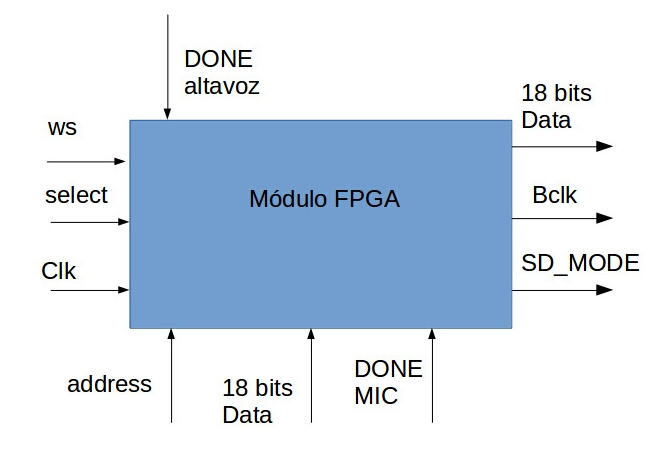 DONE
altavoz
18 bits
Data
ws
select
Módulo FPGA
Bclk
Clk
SD_MODE
address
18 bits
Data
DONE
MIC